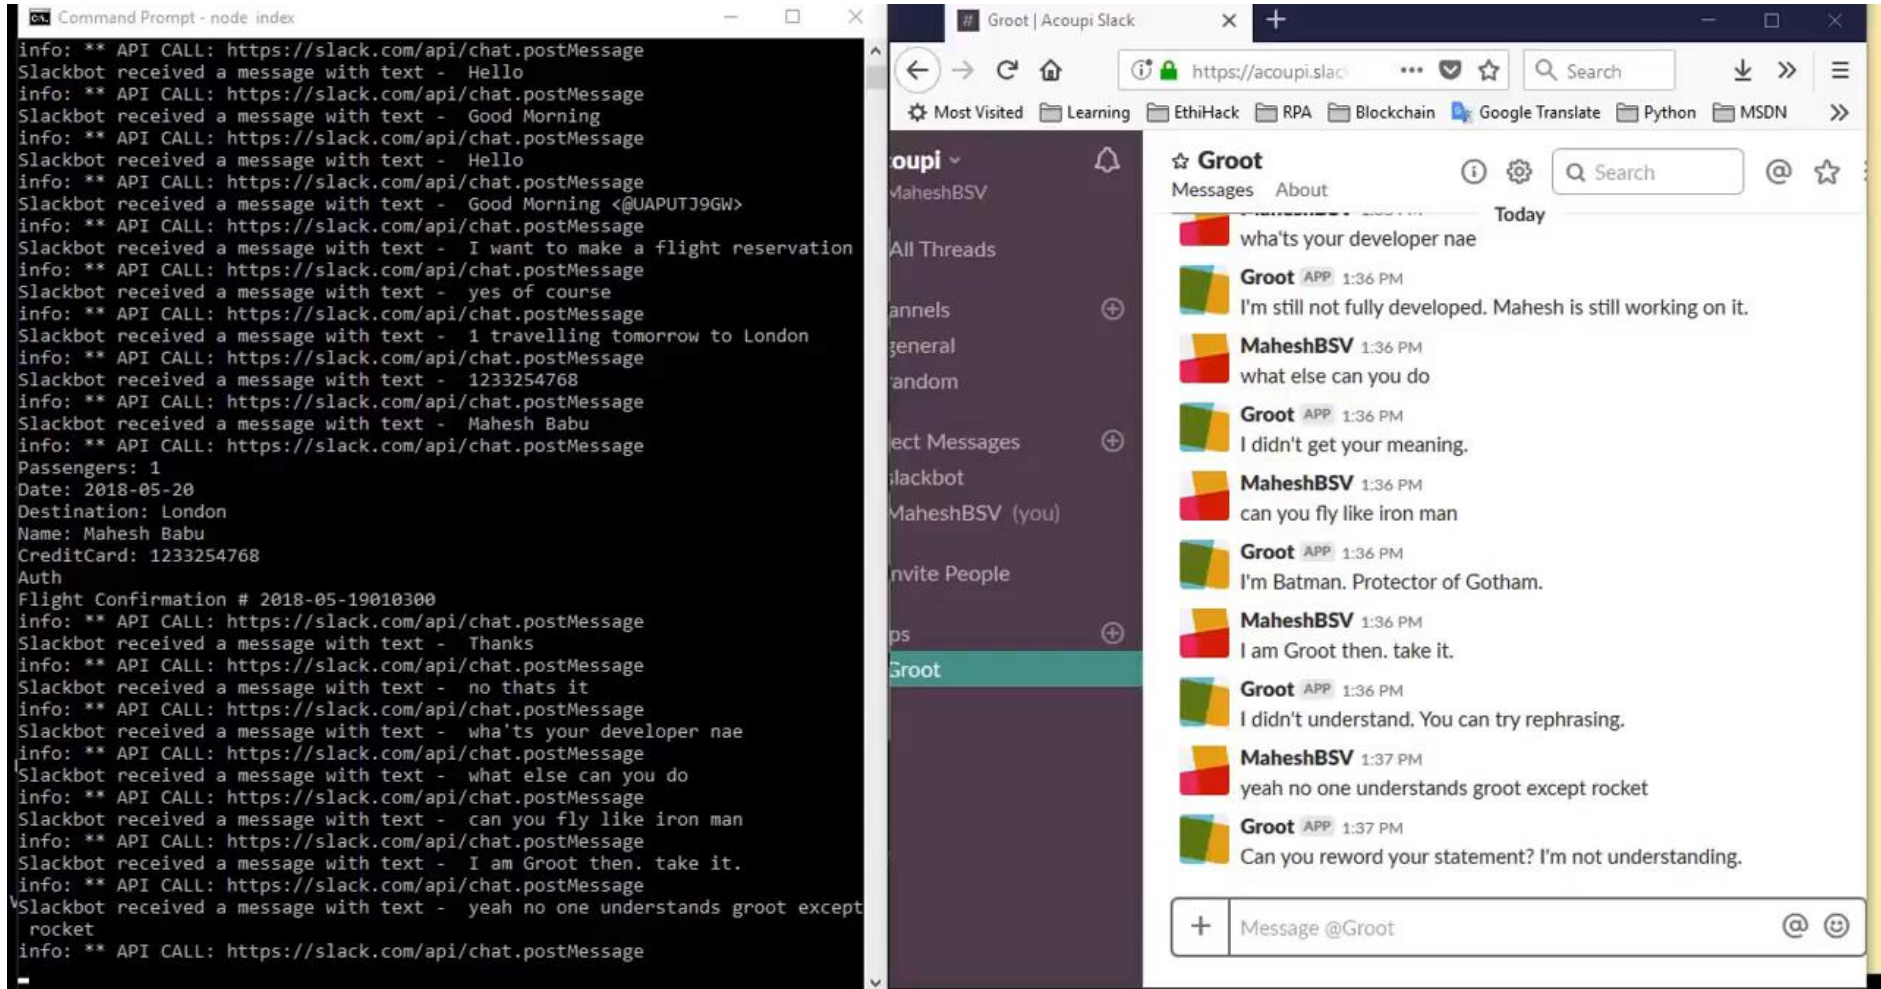 Command Prompt - node index
info: ** API CALL: https://slack.com/api/chat.postMessage
Slackbot received a message with text - Hello
info: ** API CALL: https://slack.com/api/chat.postMessage
Slackbot received a message with text - Good Morning
info: ** API CALL: https://slack.com/api/chat.postMessage
Slackbot received a message with text - Hello
info: ** API CALL: https://slack.com/api/chat.postMessage
Slackbot received a message with text - Good Morning <@UAPUTJ9GW>
info: ** API CALL: https://slack.com/api/chat.postMessage
Slackbot received a message with text - I want to make a flight reservation
info: ** API CALL: https://slack.com/api/chat.postMessage
Slackbot received a message with text - yes of course
info: ** API CALL: https://slack.com/api/chat.postMessage
Slackbot received a message with text - 1 travelling tomorrow to London
info: ** API CALL: https://slack.com/api/chat.postMessage
Slackbot received a message with text - 1233254768
info: ** API CALL: https://slack.com/api/chat.postMessage
Slackbot received a message with text - Mahesh Babu
info: ** API CALL: https://slack.com/api/chat.postMessage
Passengers: 1
Date: 2018-05-20
Destination: London
Name: Mahesh Babu
CreditCard: 1233254768
Auth
Flight Confirmation # 2018-05-19010300
info: ** API CALL: https://slack.com/api/chat.postMessage
Slackbot received a message with text - Thanks
info: ** API CALL: https://slack.com/api/chat.postMessage
Slackbot received a message with text - no thats it
info: ** API CALL: https://slack.com/api/chat.postMessage
Slackbot received a message with text - wha'ts your developer nae
info: ** API CALL: https://slack.com/api/chat.postMessage
Slackbot received a message with text - what else can you do
info: ** API CALL: https://slack.com/api/chat.postMessage
Slackbot received a message with text - can you fly like iron man
info: ** API CALL: https://slack.com/api/chat.postMessage
Slackbot received a message with text - I am Groot then. take it.
info: ** API CALL: https://slack.com/api/chat.postMessage
Slackbot received a message with text - yeah no one understands groot except
rocket
info: ** API CALL: https://slack.com/api/chat.postMessage
# Groot | Acoupi Slack
https://acoupi.slac Search
Most Visited Learning EthiHack RPA Blockchain Google Translate Python MSDN
oupi
MaheshBSV
All Threads
annels
general
random
ect Messages
slackbot
MaheshBSV (you)
nvite People
ps
Groot
Groot
Messages About
Search
Today
wha'ts your developer nae
Groot APP 1:36 PM
I'm still not fully developed. Mahesh is still working on it.
MaheshBSV 1:36 PM
what else can you do
Groot APP 1:36 PM
I didn't get your meaning.
MaheshBSV 1:36 PM
can you fly like iron man
Groot APP 1:36 PM
I'm Batman. Protector of Gotham.
MaheshBSV 1:36 PM
I am Groot then. take it.
Groot APP 1:36 PM
I didn't understand. You can try rephrasing.
MaheshBSV 1:37 PM
yeah no one understands groot except rocket
Groot APP 1:37 PM
Can you reword your statement? I'm not understanding.
Message @Groot